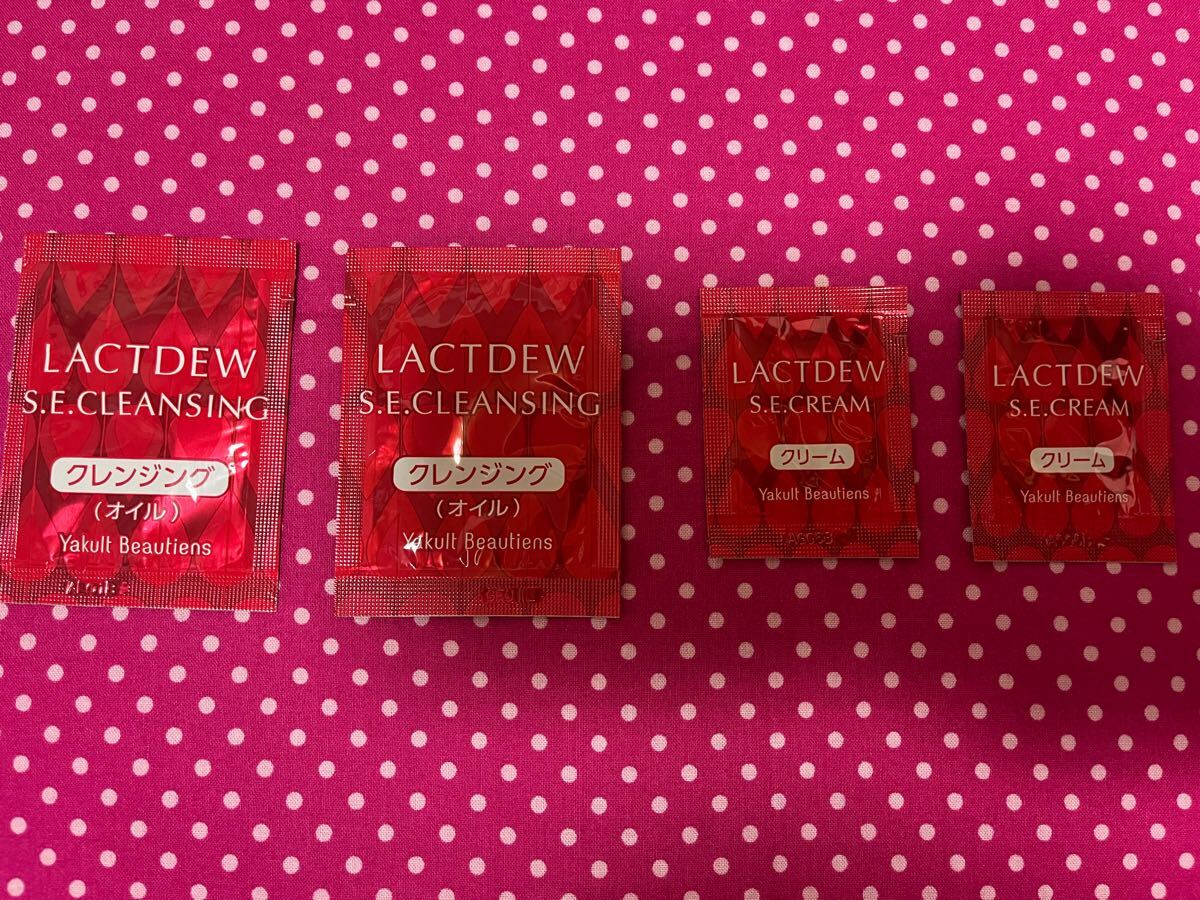 LACTDEW
S.E.CLEANSING
クレンジング
(オイル)
Yakult Beautiens
LACTDEW
S.E.CLEANSING
クレンジング
(オイル)
Yakult Beautiens
LACTDEW
S.E.CREAM
クリーム
Yakult Beautiens
LACTDEW
S.E.CREAM
クリーム
Yakult Beautiens